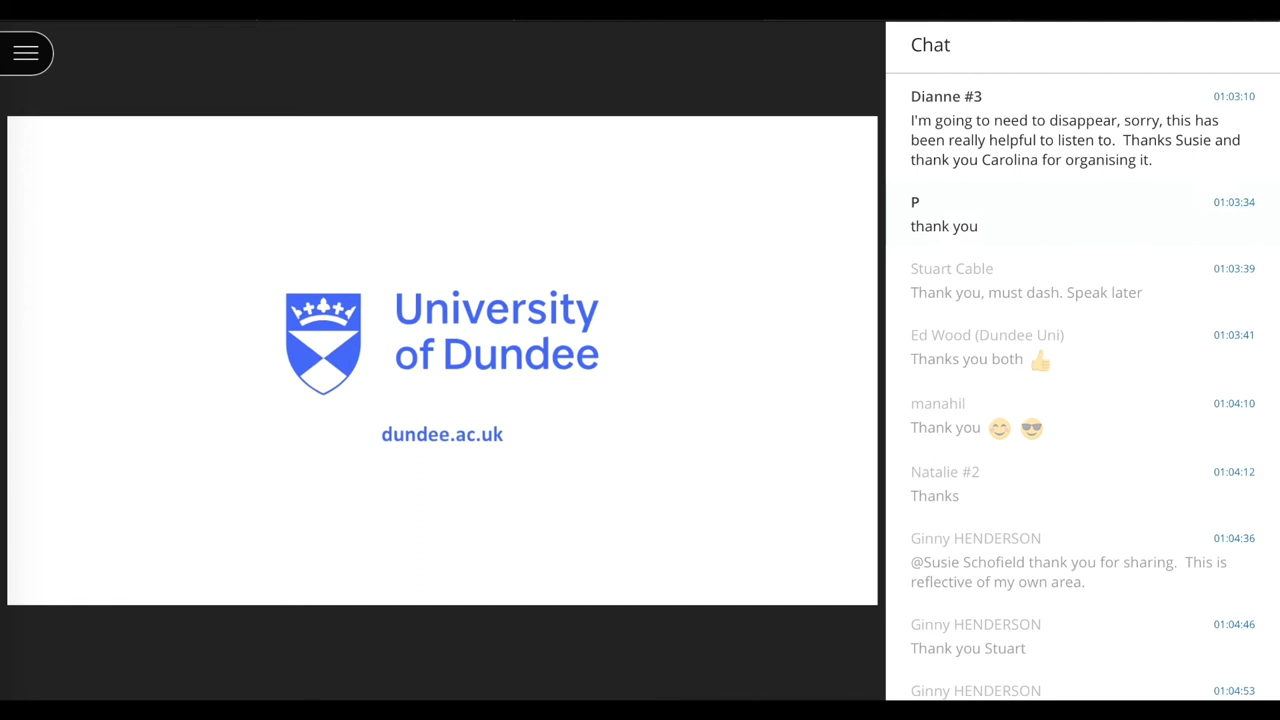 University
of Dundee
dundee.ac.uk
Chat
Dianne #3 01:03:10
I'm going to need to disappear, sorry, this has
been really helpful to listen to.  Thanks Susie and
thank you Carolina for organising it.
P 01:03:34
thank you
Stuart Cable 01:03:39
Thank you, must dash. Speak later
Ed Wood (Dundee Uni) 01:03:41
Thanks you both 👍
manahil 01:04:10
Thank you 😊 😎
Natalie #2 01:04:12
Thanks
Ginny HENDERSON 01:04:36
@Susie Schofield thank you for sharing.  This is
reflective of my own area.
Ginny HENDERSON 01:04:46
Thank you Stuart
Ginny HENDERSON 01:04:53